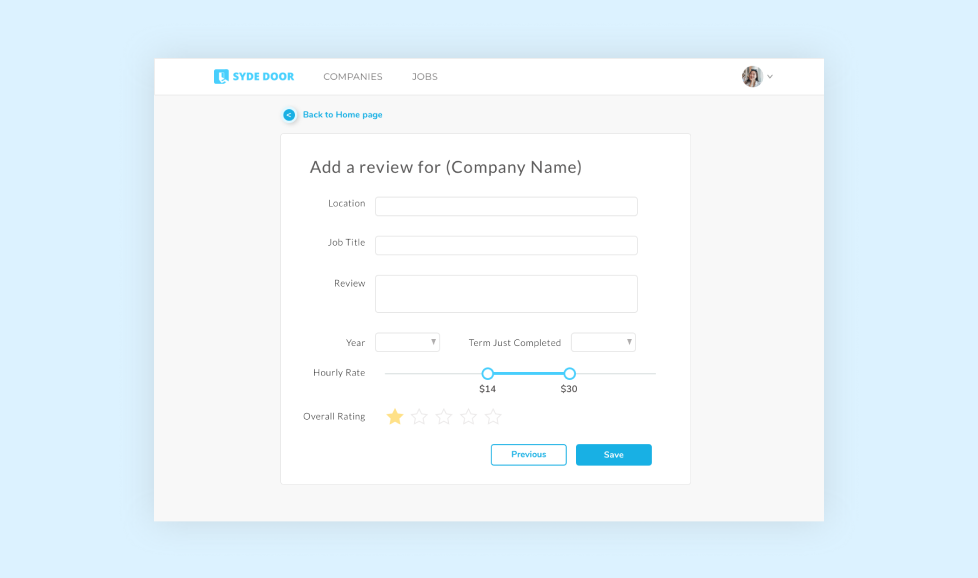 SYDE DOOR COMPANIES JOBS
< Back to Home page
Add a review for (Company Name)
Location
Job Title
Review
Year Term Just Completed
Hourly Rate
$14 $30
Overall Rating
Previous Save